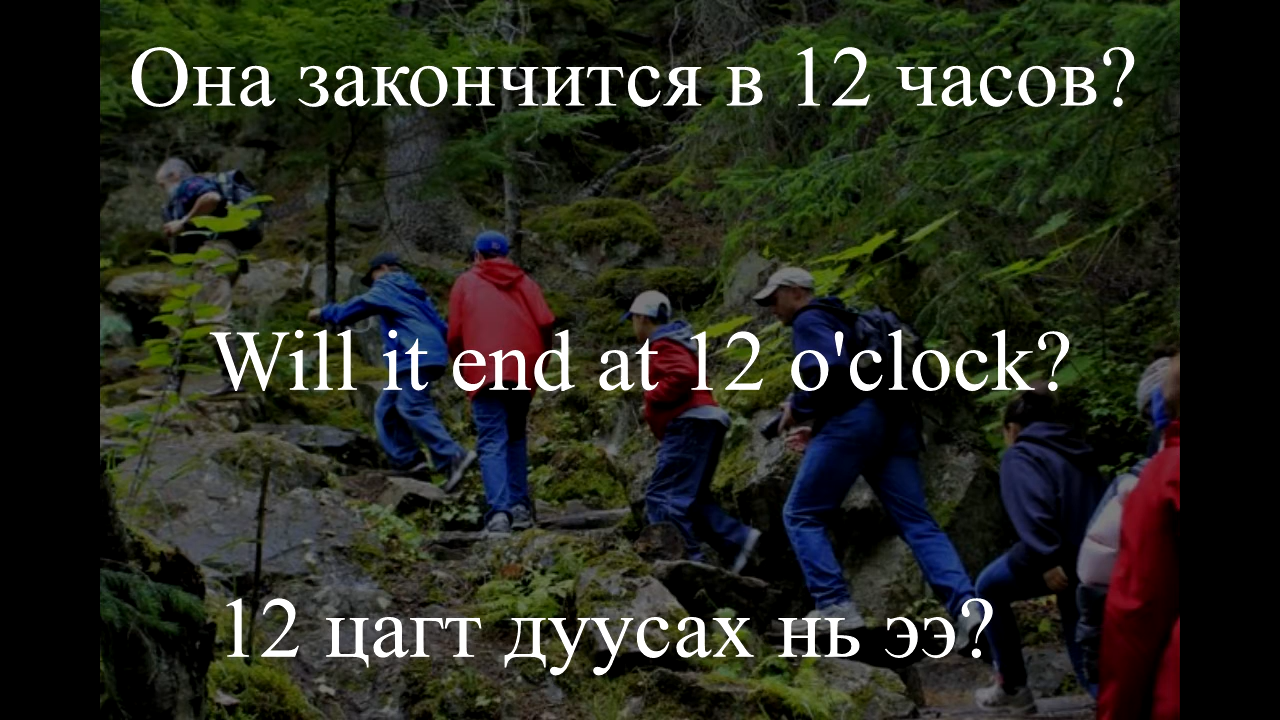 Она закончится в 12 часов?
Will it end at 12 o'clock?
12 цагт дуусах нь ээ?